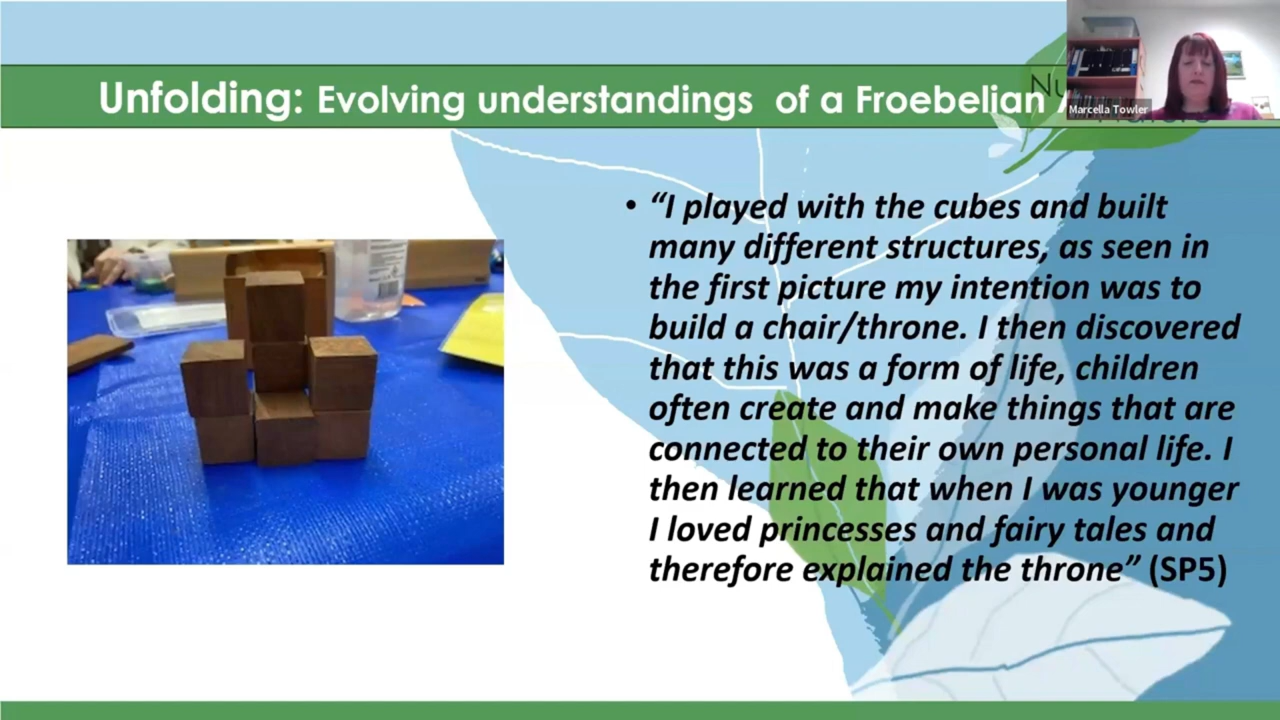 Unfolding: Evolving understandings of a Froebelian
Marcella Towler
• “I played with the cubes and built
many different structures, as seen in
the first picture my intention was to
build a chair/throne. I then discovered
that this was a form of life, children
often create and make things that are
connected to their own personal life. I
then learned that when I was younger
I loved princesses and fairy tales and
therefore explained the throne” (SP5)